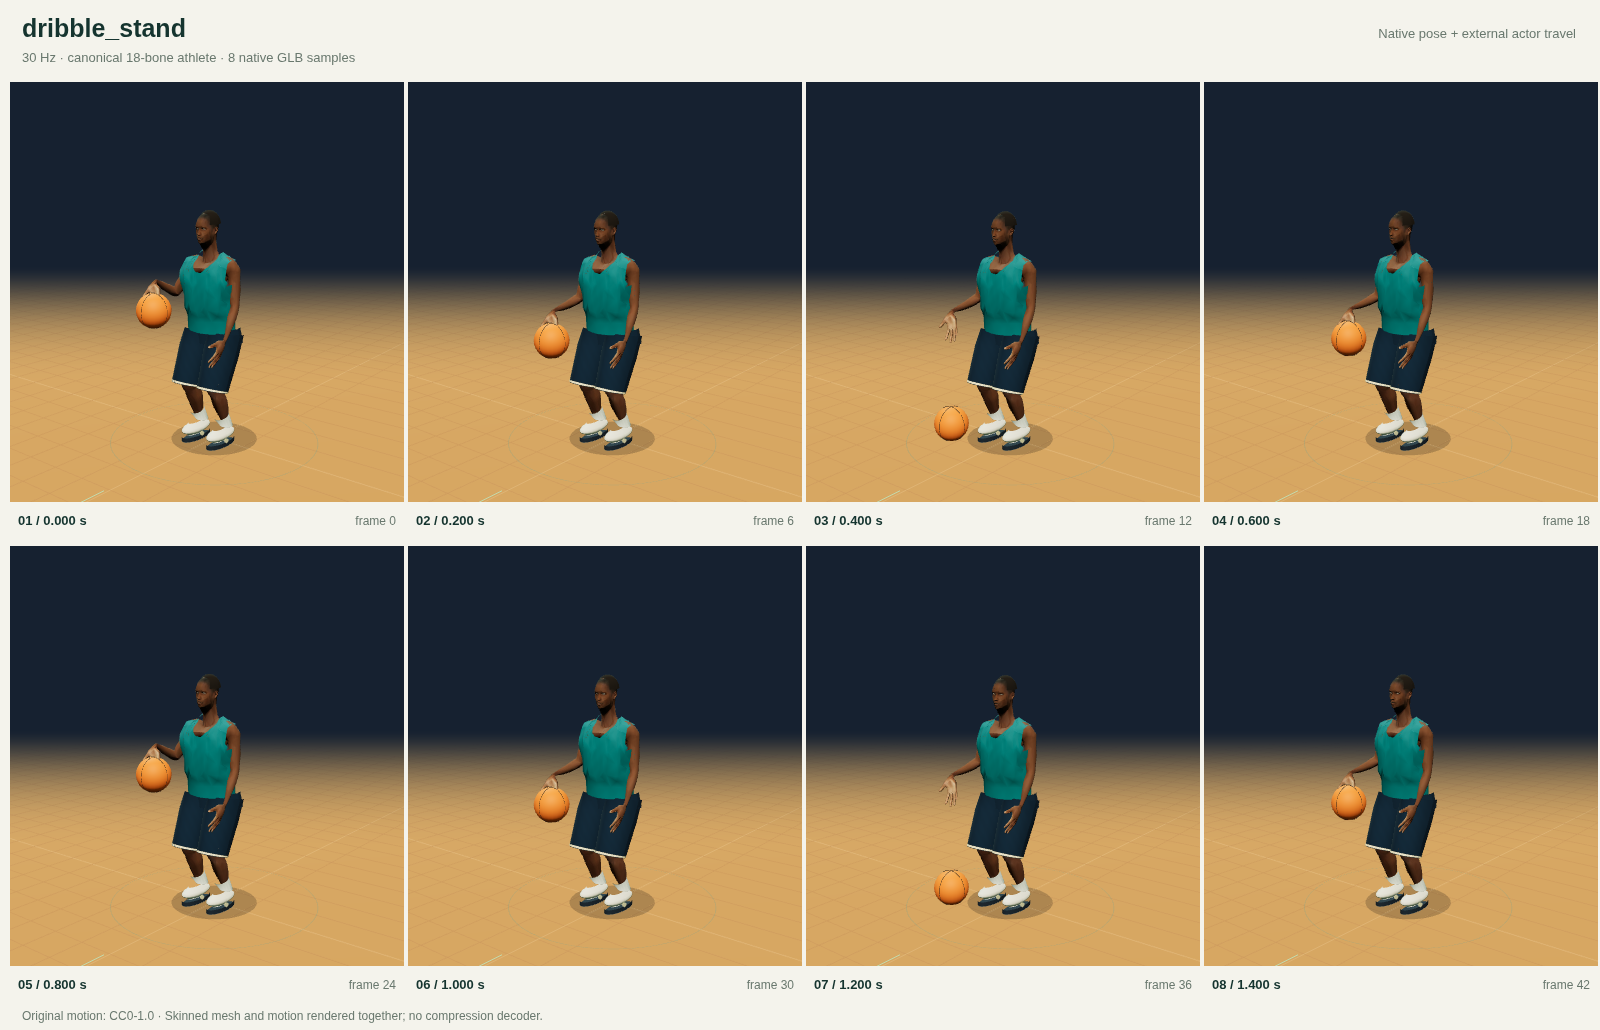 dribble_stand
Native pose + external actor travel
30 Hz · canonical 18-bone athlete · 8 native GLB samples
01 / 0.000 s frame 0
02 / 0.200 s frame 6
03 / 0.400 s frame 12
04 / 0.600 s frame 18
05 / 0.800 s frame 24
06 / 1.000 s frame 30
07 / 1.200 s frame 36
08 / 1.400 s frame 42
Original motion: CC0-1.0 · Skinned mesh and motion rendered together; no compression decoder.